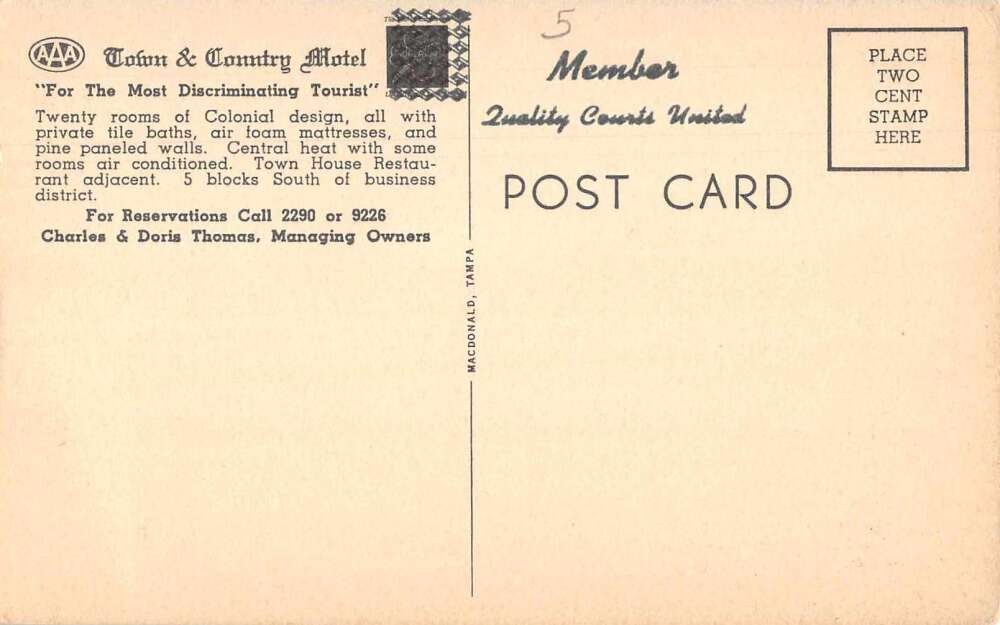 AAA Town & Country Motel
"For The Most Discriminating Tourist"
Twenty rooms of Colonial design, all with
private tile baths, air foam mattresses, and
pine paneled walls. Central heat with some
rooms air conditioned. Town House Restau-
rant adjacent. 5 blocks South of business
district.
For Reservations Call 2290 or 9226
Charles & Doris Thomas, Managing Owners
MACDONALD, TAMPA
5
Member
Quality Courts United
POST CARD
PLACE
TWO
CENT
STAMP
HERE